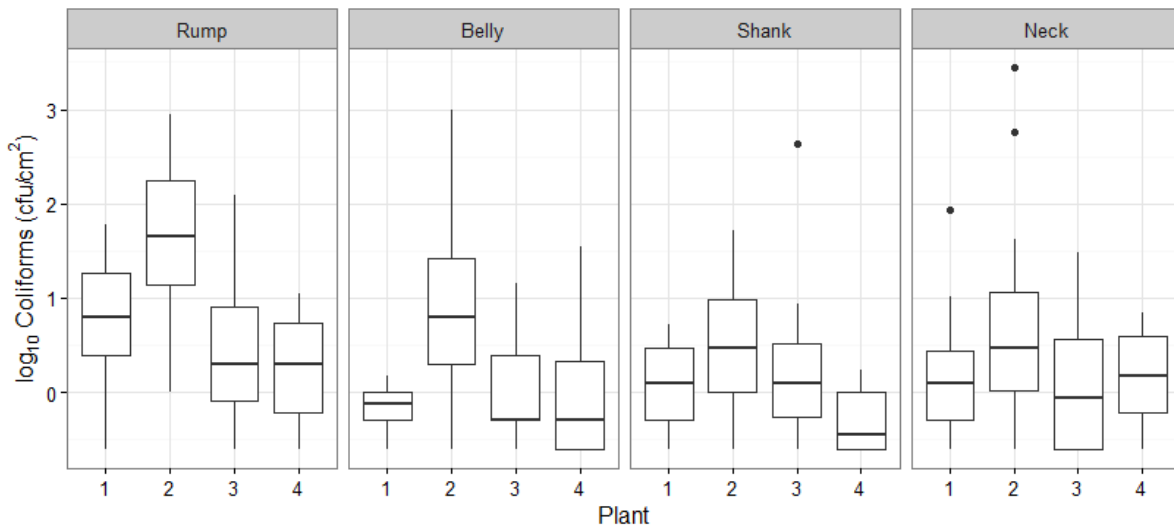 Rump Belly Shank Neck
log10 Coliforms (cfu/cm2)
3
2
1
0
1 2 3 4 1 2 3 4 1 2 3 4 1 2 3 4
Plant